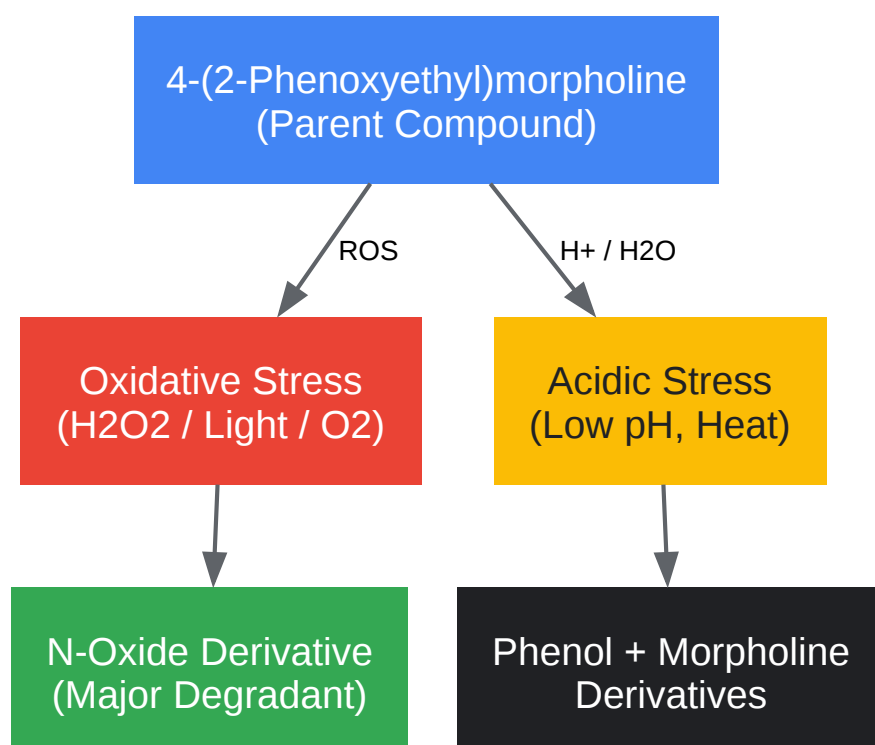 4-(2-Phenoxyethyl)morpholine
(Parent Compound)
ROS
H+ / H2O
Oxidative Stress
(H2O2 / Light / O2)
Acidic Stress
(Low pH, Heat)
N-Oxide Derivative
(Major Degradant)
Phenol + Morpholine
Derivatives